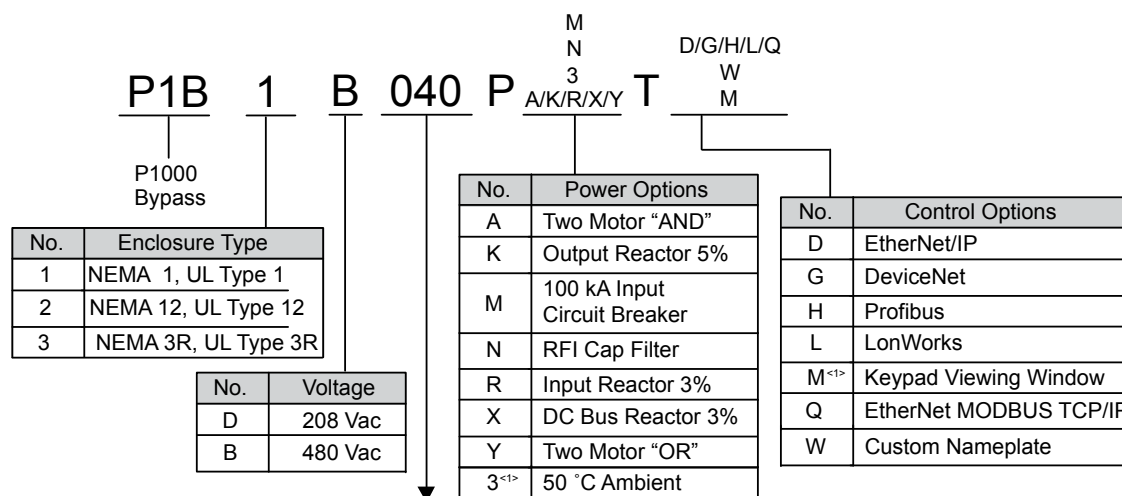 M
N
3
A/K/R/X/Y
D/G/H/L/Q
W
M
P1B 1 B 040 P T
P1000
Bypass
No. Enclosure Type
1 NEMA 1, UL Type 1
2 NEMA 12, UL Type 12
3 NEMA 3R, UL Type 3R
No. Voltage
D 208 Vac
B 480 Vac
No. Power Options
A Two Motor “AND”
K Output Reactor 5%
M 100 kA Input
Circuit Breaker
N RFI Cap Filter
R Input Reactor 3%
X DC Bus Reactor 3%
Y Two Motor “OR”
3<1> 50 ˚C Ambient
No. Control Options
D EtherNet/IP
G DeviceNet
H Profibus
L LonWorks
M<1> Keypad Viewing Window
Q EtherNet MODBUS TCP/IP
W Custom Nameplate